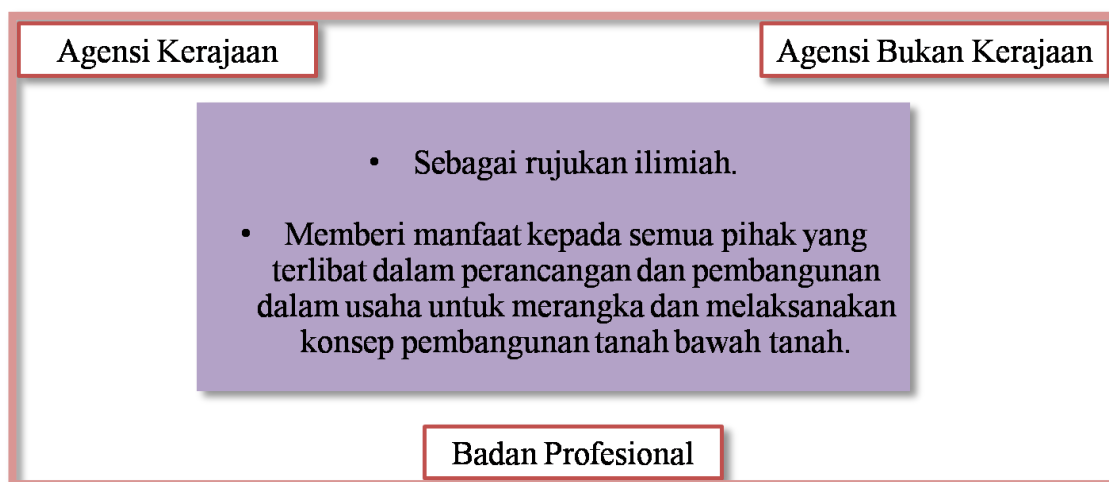 Agensi Kerajaan
Agensi Bukan Kerajaan
• Sebagai rujukan ilimiah.
• Memberi manfaat kepada semua pihak yang
terlibat dalam perancangan dan pembangunan
dalam usaha untuk merangka dan melaksanakan
konsep pembangunan tanah bawah tanah.
Badan Profesional